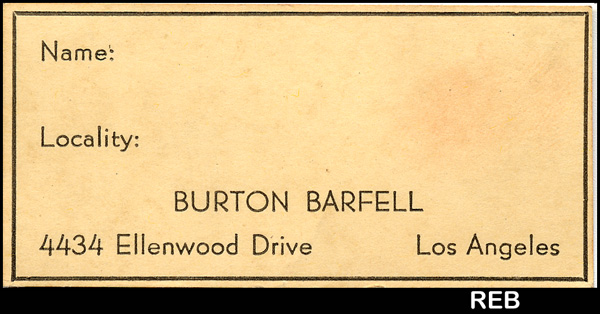 Name:
Locality:
BURTON BARFELL
4434 Ellenwood Drive Los Angeles
REB